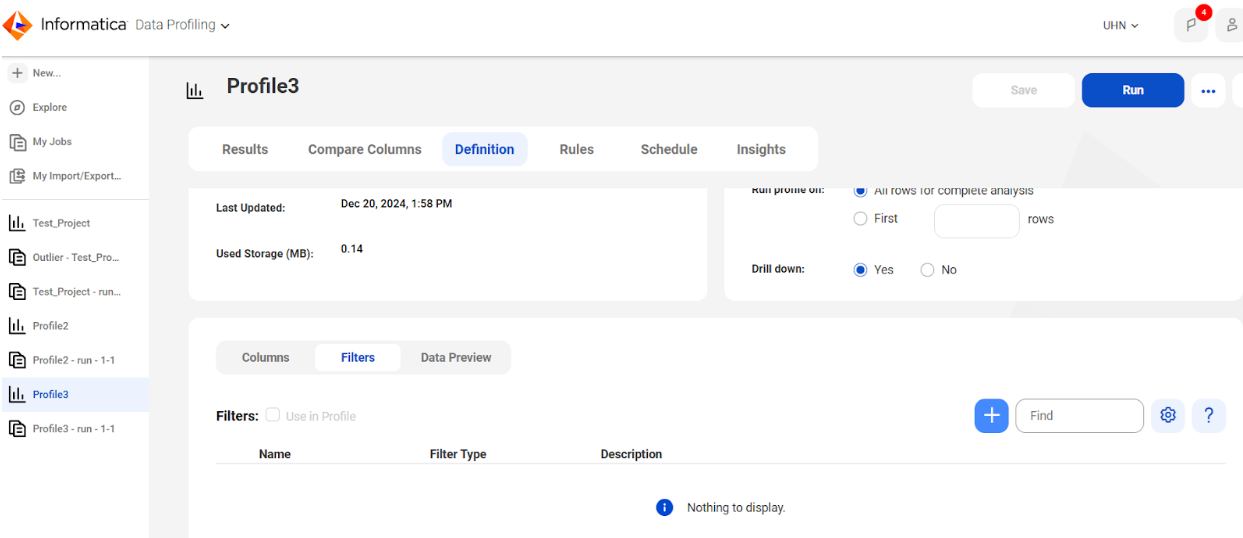 Informatica Data Profiling
UHN
4
New...
Explore
My Jobs
My Import/Export...
Test_Project
Outlier - Test_Pro...
Test_Project - run...
Profile2
Profile2 - run - 1-1
Profile3
Profile3 - run - 1-1
Profile3
Save
Run
Results Compare Columns Definition Rules Schedule Insights
Last Updated: Dec 20, 2024, 1:58 PM
Used Storage (MB): 0.14
Run profile on: All rows for complete analysis
First rows
Drill down: Yes No
Columns Filters Data Preview
Filters: Use in Profile
Find
?
Name Filter Type Description
Nothing to display.